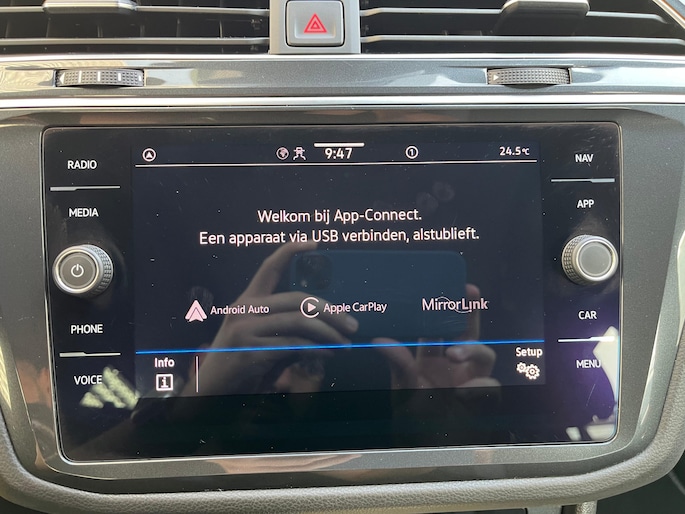 RADIO
MEDIA
PHONE
VOICE
9:47
1
24.5°C
Welkom bij App-Connect.
Een apparaat via USB verbinden, alstublieft.
Android Auto
Apple CarPlay
MirrorLink
Info
i
Setup
NAV
APP
CAR
MENU